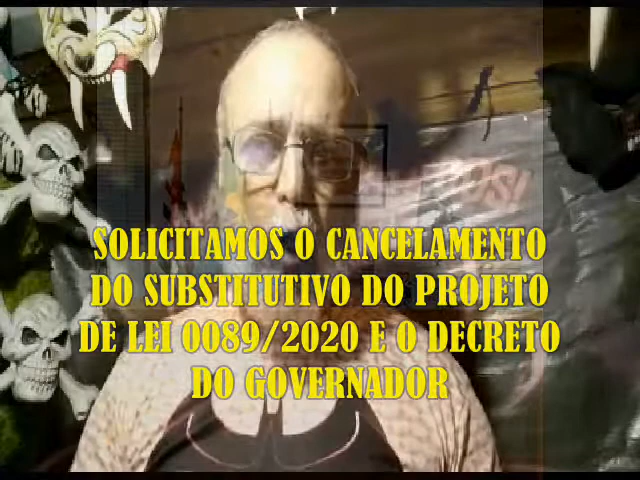 SOLICITAMOS O CANCELAMENTO
DO SUBSTITUTIVO DO PROJETO
DE LEI 0089/2020 E O DECRETO
DO GOVERNADOR